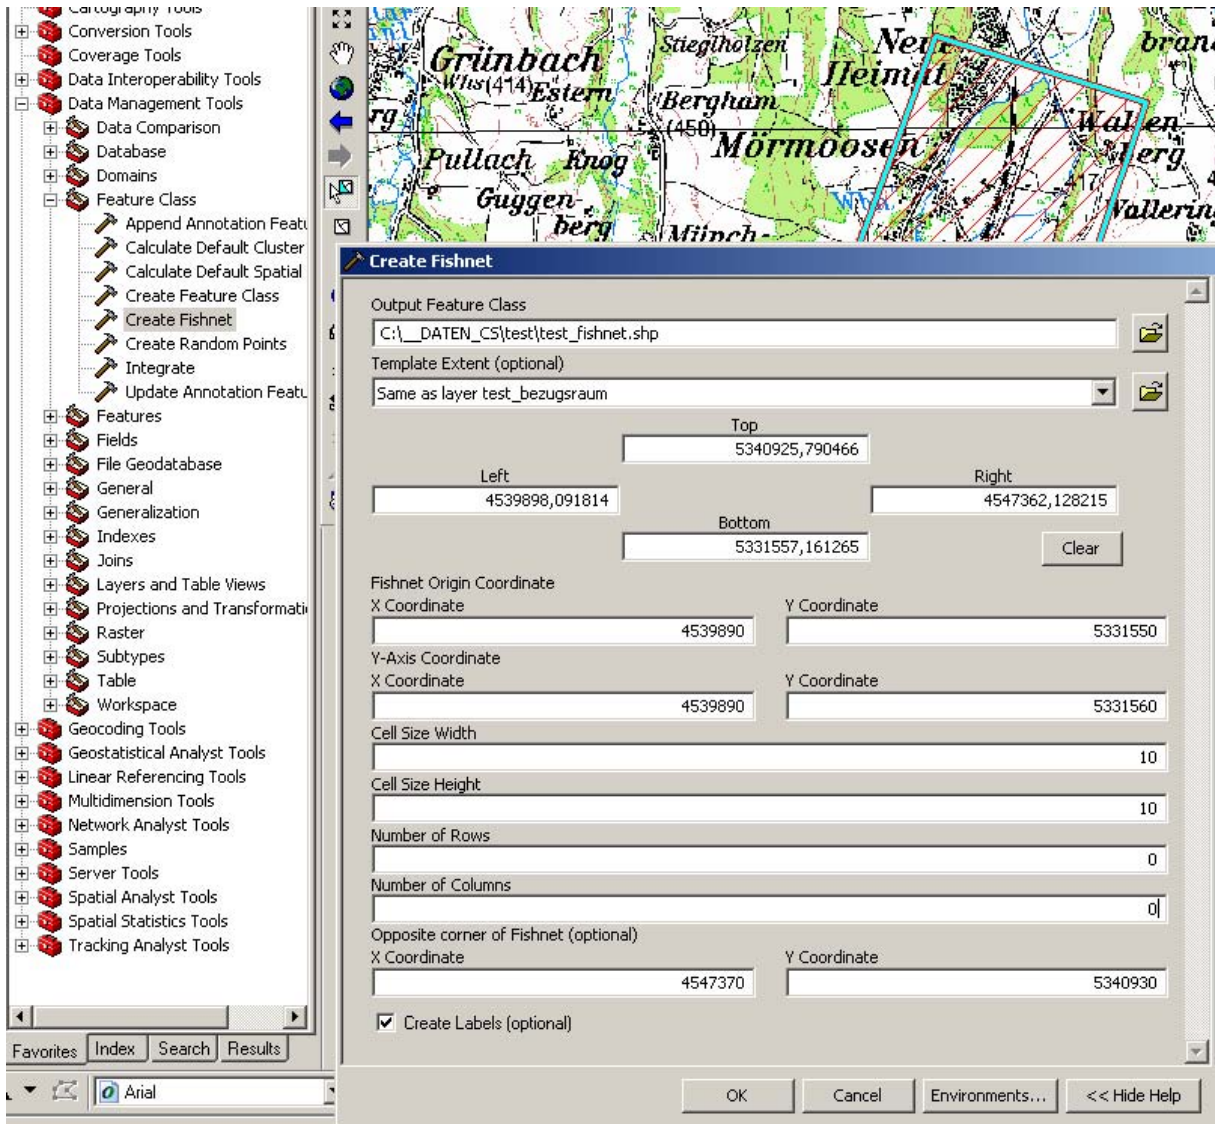 Cartography Tools
Conversion Tools
Coverage Tools
Data Interoperability Tools
Data Management Tools
Data Comparison
Database
Domains
Feature Class
Append Annotation Featu
Calculate Default Cluster
Calculate Default Spatial
Create Feature Class
Create Fishnet
Create Random Points
Integrate
Update Annotation Featu
Features
Fields
File Geodatabase
General
Generalization
Indexes
Joins
Layers and Table Views
Projections and Transformati
Raster
Subtypes
Table
Workspace
Geocoding Tools
Geostatistical Analyst Tools
Linear Referencing Tools
Multidimension Tools
Network Analyst Tools
Samples
Server Tools
Spatial Analyst Tools
Spatial Statistics Tools
Tracking Analyst Tools
Favorites Index Search Results
Arial
Grünbach
Whs(414)
Estern
rg
Pullach
Knog
Guggen-
berg
Stieglholzen
Bergham
(450)
Mörmoosen
Münch-
Neu
Heimat
bran
Walsen-
berg
417
Wallering
Whs.
Create Fishnet
Output Feature Class
C:\__DATEN_CS\test\test_fishnet.shp
Template Extent (optional)
Same as layer test_bezugsraum
Top
5340925,790466
Left Right
4539898,091814 4547362,128215
Bottom
5331557,161265
Clear
Fishnet Origin Coordinate
X Coordinate Y Coordinate
4539890 5331550
Y-Axis Coordinate
X Coordinate Y Coordinate
4539890 5331560
Cell Size Width
10
Cell Size Height
10
Number of Rows
0
Number of Columns
0
Opposite corner of Fishnet (optional)
X Coordinate Y Coordinate
4547370 5340930
Create Labels (optional)
OK Cancel Environments... << Hide Help